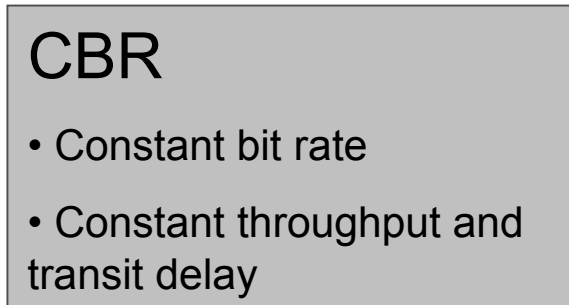 CBR
• Constant bit rate
• Constant throughput and
transit delay